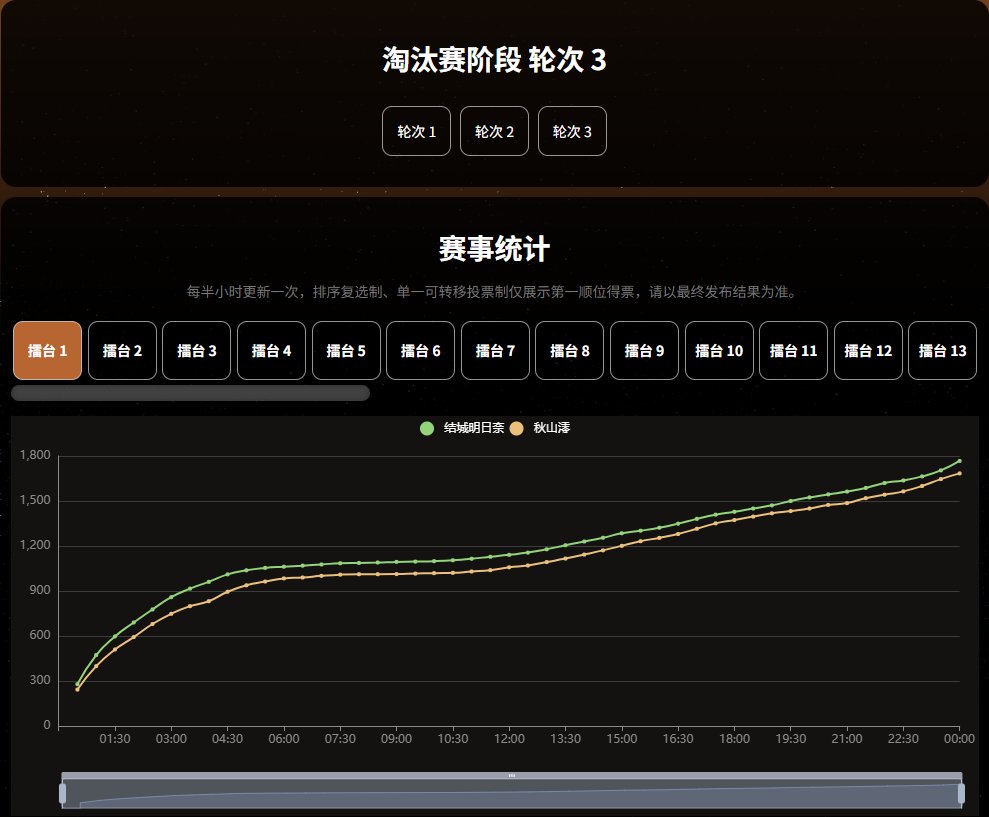 淘汰赛阶段 轮次 3
轮次 1 轮次 2 轮次 3
赛事统计
每半小时更新一次，排序复选制、单一可转移投票制仅展示第一顺位得票，请以最终发布结果为准。
擂台 1 擂台 2 擂台 3 擂台 4 擂台 5 擂台 6 擂台 7 擂台 8 擂台 9 擂台 10 擂台 11 擂台 12 擂台 13
结城明日奈 秋山澪
1,800
1,500
1,200
900
600
300
0
01:30 03:00 04:30 06:00 07:30 09:00 10:30 12:00 13:30 15:00 16:30 18:00 19:30 21:00 22:30 00:00